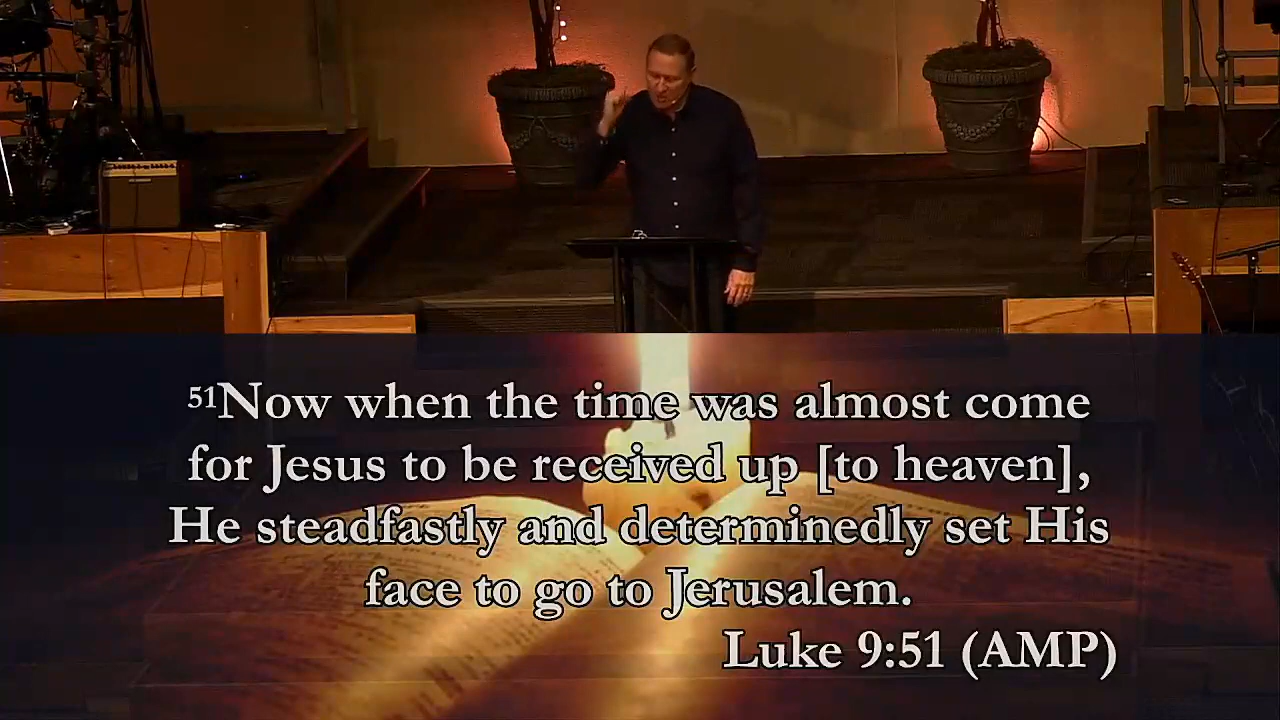 51Now when the time was almost come
for Jesus to be received up [to heaven],
He steadfastly and determinedly set His
face to go to Jerusalem.
Luke 9:51 (AMP)